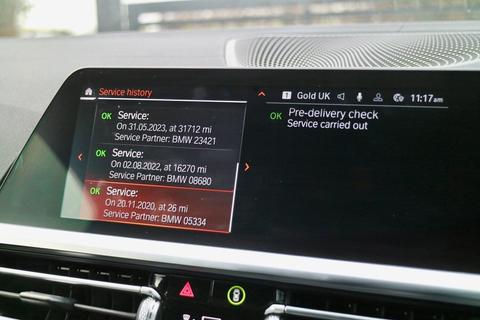 Service history
OK Service:
On 31.05.2023, at 31712 mi
Service Partner: BMW 23421
OK Service:
On 02.08.2022, at 16270 mi
Service Partner: BMW 08680
OK Service:
On 20.11.2020, at 26 mi
Service Partner: BMW 05334
1 Gold UK 11:17am
OK Pre-delivery check
Service carried out